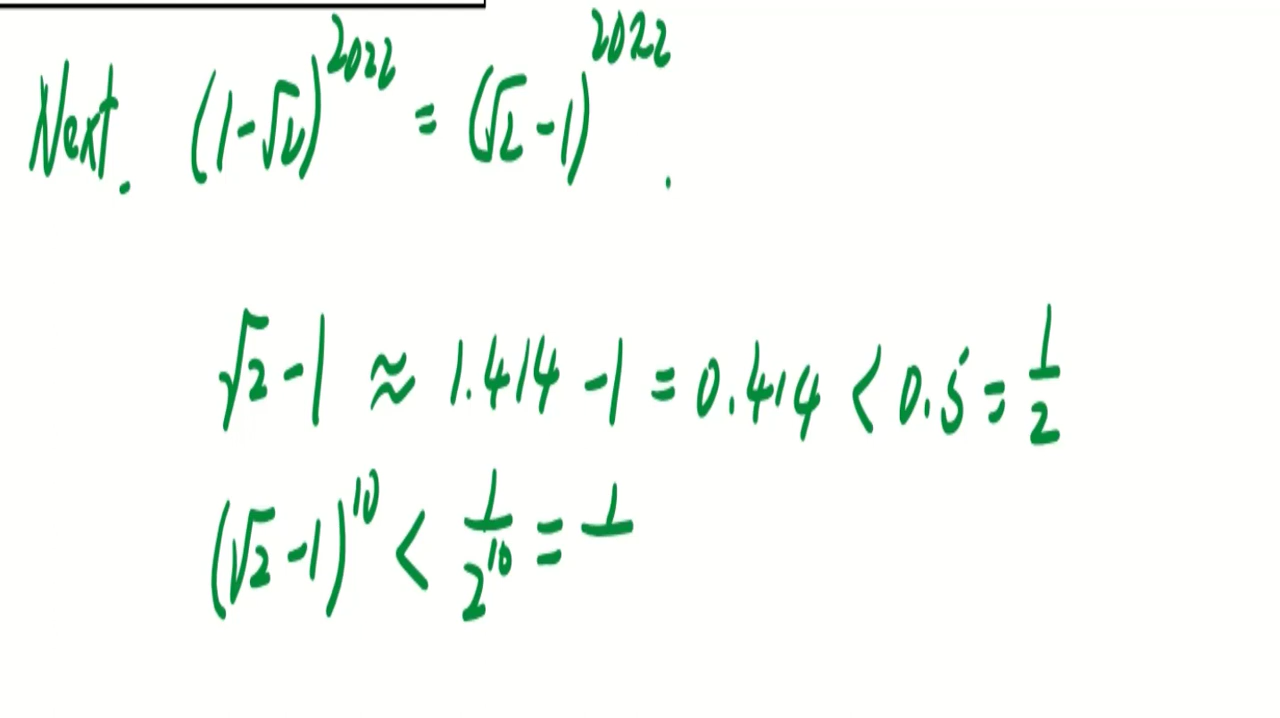 Next. (1-√2)^2022 = (√2-1)^2022.
√2-1 ≈ 1.414-1 = 0.414 < 0.5 = 1/2
(√2-1)^10 < 1/2^10 = 1/